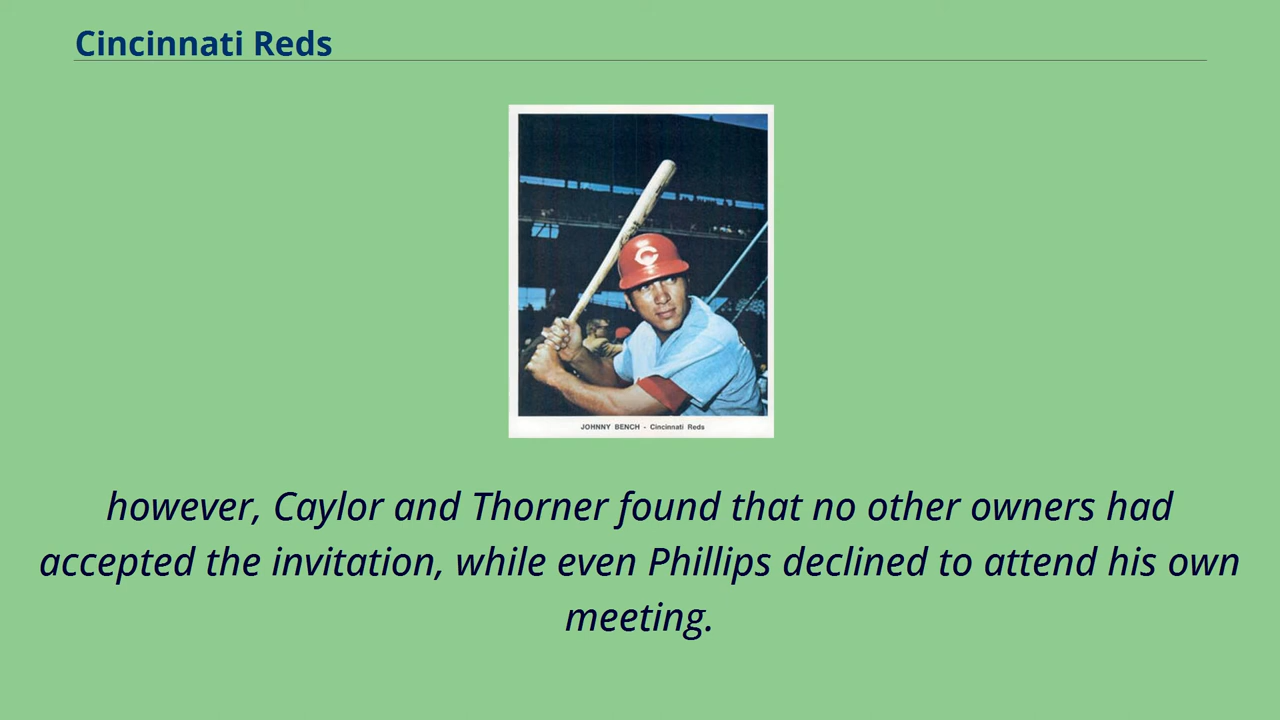 Cincinnati Reds
C
JOHNNY BENCH - Cincinnati Reds
however, Caylor and Thorner found that no other owners had
accepted the invitation, while even Phillips declined to attend his own
meeting.